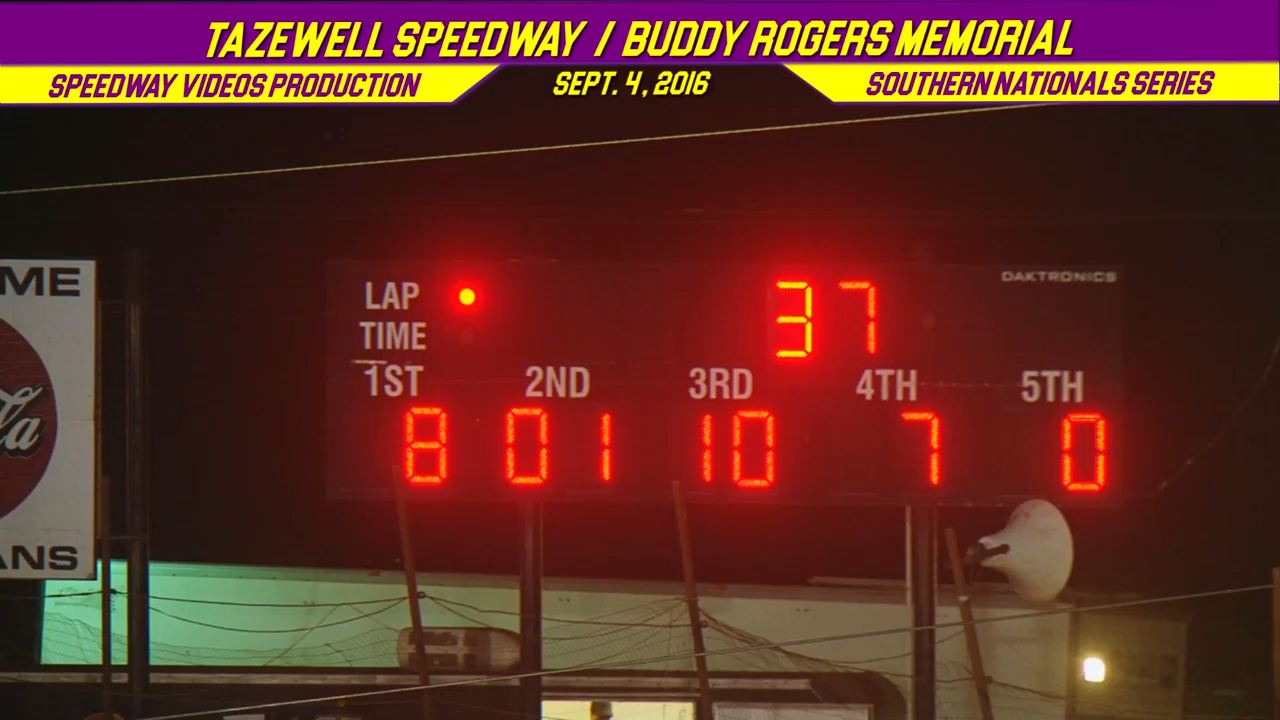 TAZEWELL SPEEDWAY / BUDDY ROGERS MEMORIAL
SPEEDWAY VIDEOS PRODUCTION
SEPT. 4, 2016
SOUTHERN NATIONALS SERIES
DAKTRONICS
LAP 37
TIME
1ST 2ND 3RD 4TH 5TH
8 01 10 7 0
ME
la
ANS